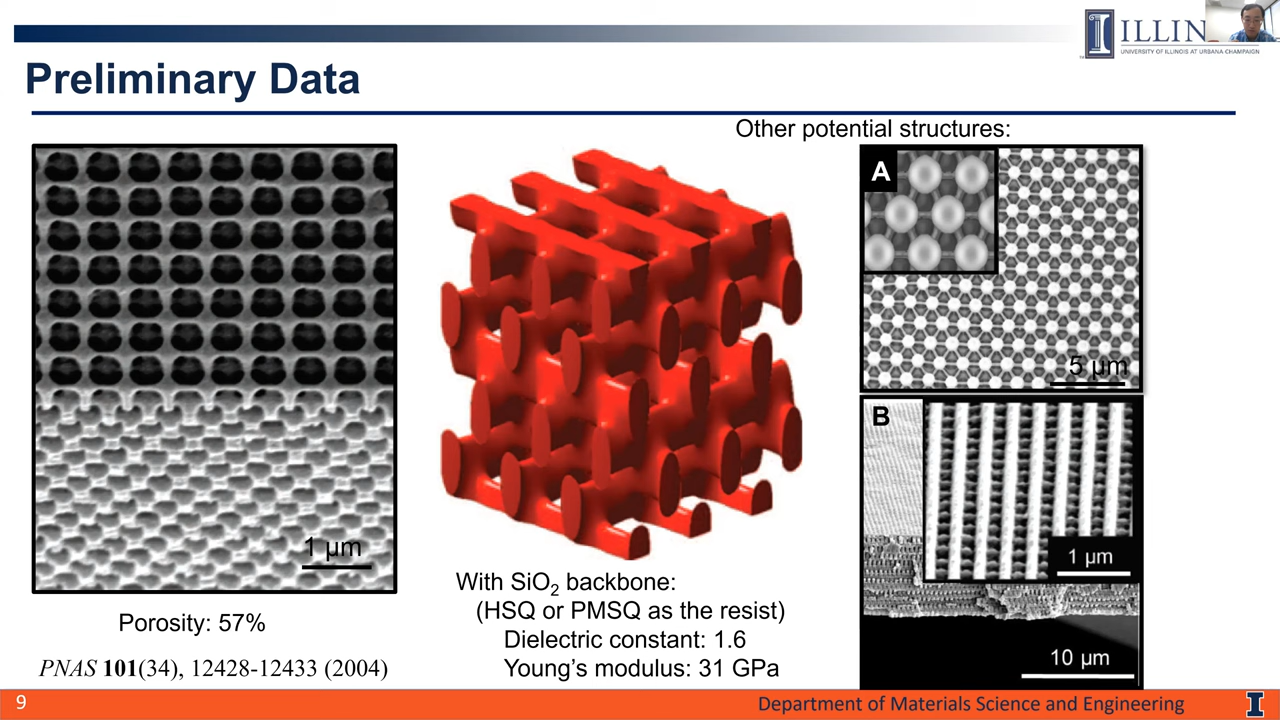 ILLIN
UNIVERSITY OF ILLINOIS AT URBANA CHAMPAIGN
Preliminary Data
Other potential structures:
A
5 µm
B
1 µm
10 µm
1 µm
With SiO₂ backbone:
(HSQ or PMSQ as the resist)
Dielectric constant: 1.6
Young’s modulus: 31 GPa
Porosity: 57%
PNAS 101(34), 12428-12433 (2004)
9
Department of Materials Science and Engineering